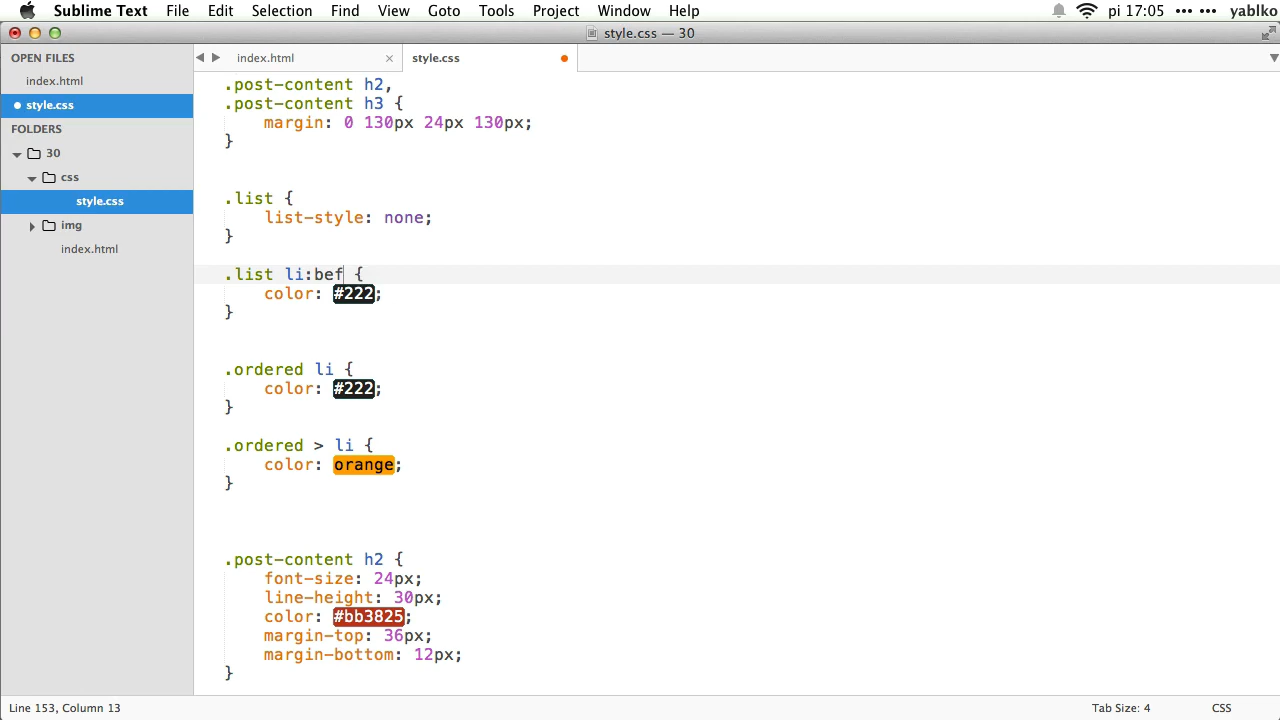 Sublime Text File Edit Selection Find View Goto Tools Project Window Help pi 17:05 yablko
style.css — 30
OPEN FILES
index.html
style.css
FOLDERS
30
css
style.css
img
index.html
index.html × style.css
.post-content h2,
.post-content h3 {
margin: 0 130px 24px 130px;
}
.list {
list-style: none;
}
.list li:bef {
color: #222;
}
.ordered li {
color: #222;
}
.ordered > li {
color: orange;
}
.post-content h2 {
font-size: 24px;
line-height: 30px;
color: #bb3825;
margin-top: 36px;
margin-bottom: 12px;
}
Line 153, Column 13 Tab Size: 4 CSS